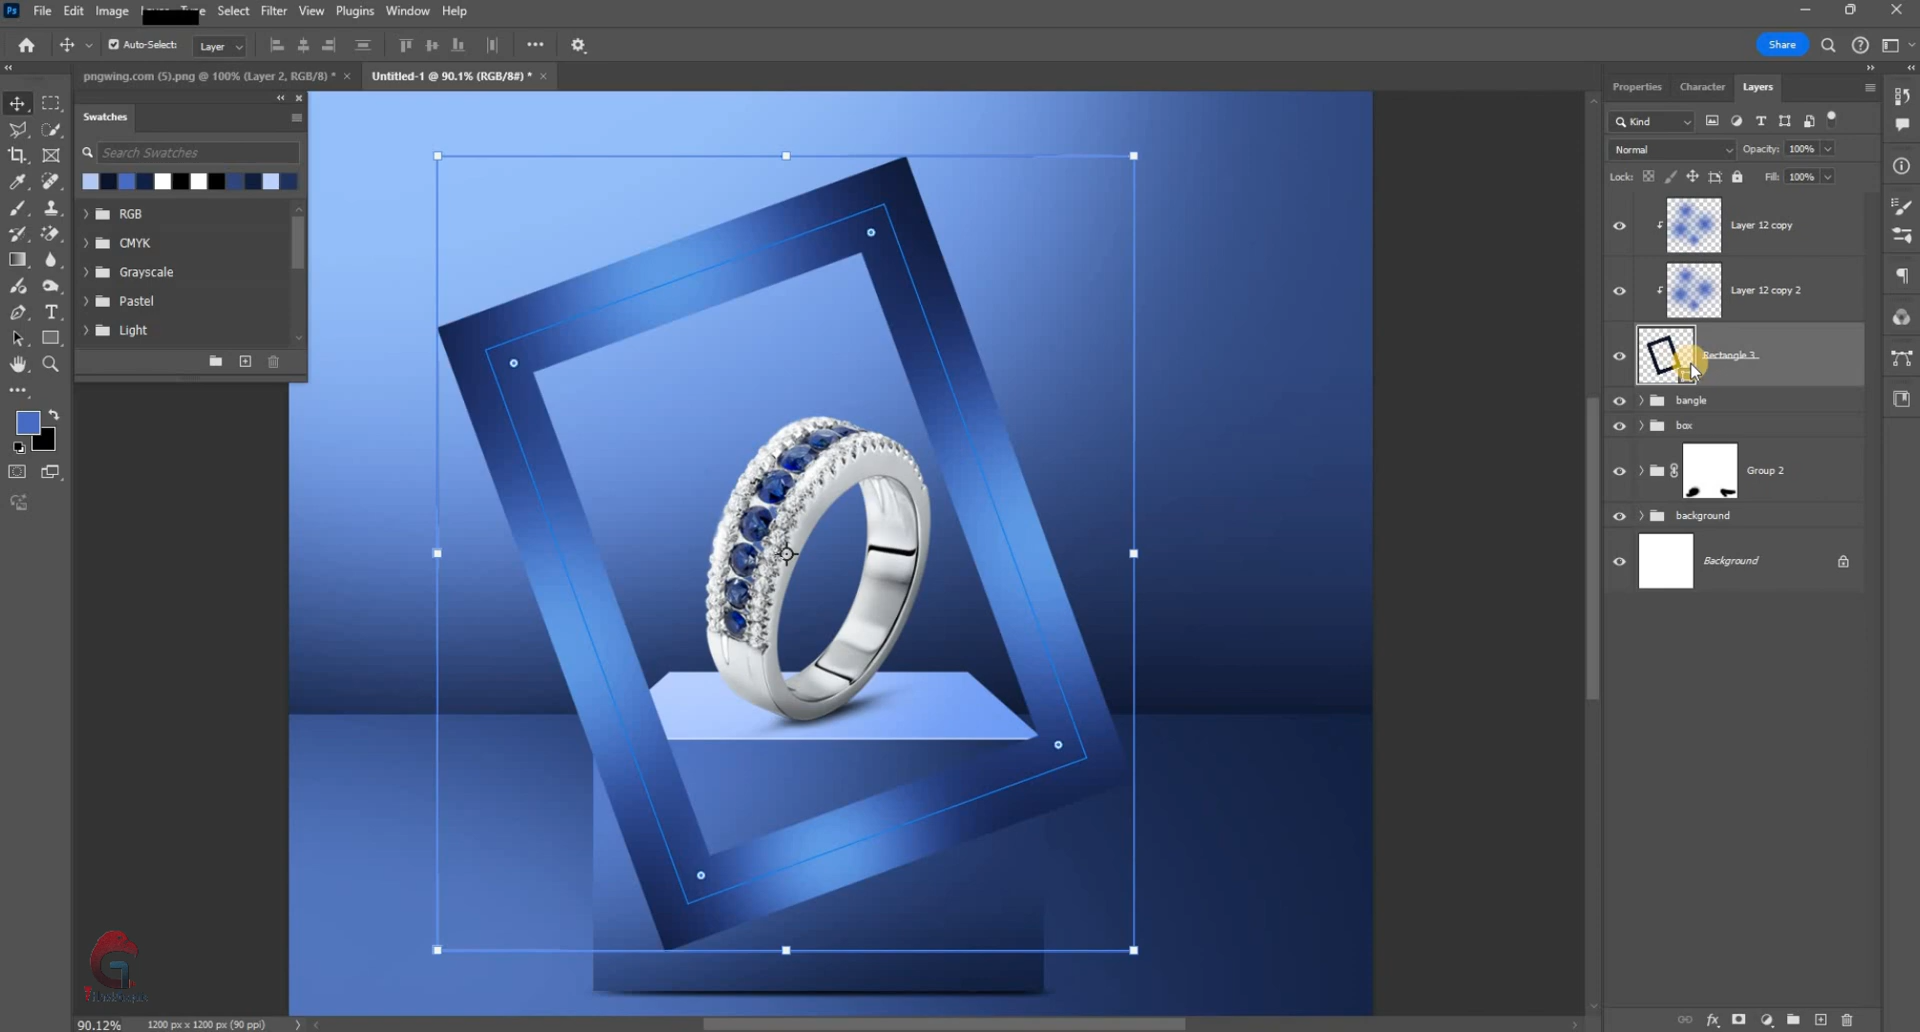 Ps File Edit Image Select Filter View Plugins Window Help
Auto-Select: Layer Share
pngwing.com (5).png @ 100% (Layer 2, RGB/8) * × Untitled-1 @ 90.1% (RGB/8#) * ×
Swatches
Search Swatches
RGB
CMYK
Grayscale
Pastel
Light
Properties Character Layers
Kind
Normal Opacity: 100%
Lock: Fill: 100%
Layer 12 copy
Layer 12 copy 2
Rectangle 3
bangle
box
Group 2
background
Background
90.12% 1200 px x 1200 px (90 ppi)